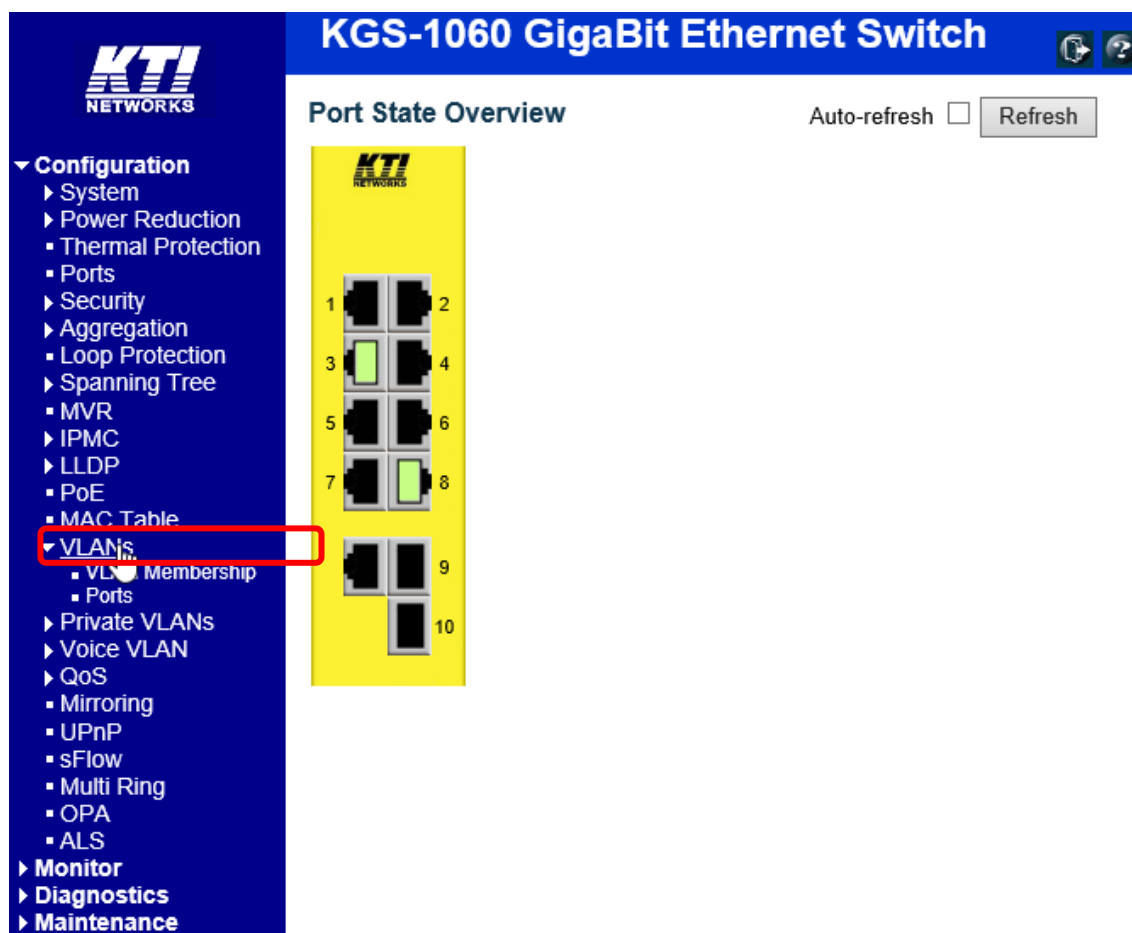 KTI
NETWORKS
KGS-1060 GigaBit Ethernet Switch
?
Port State Overview
Auto-refresh Refresh
Configuration
System
Power Reduction
Thermal Protection
Ports
Security
Aggregation
Loop Protection
Spanning Tree
MVR
IPMC
LLDP
PoE
MAC Table
VLANs
Membership
Ports
Private VLANs
Voice VLAN
QoS
Mirroring
UPnP
sFlow
Multi Ring
OPA
ALS
Monitor
Diagnostics
Maintenance
KTI
NETWORKS
1 2
3 4
5 6
7 8
9
10